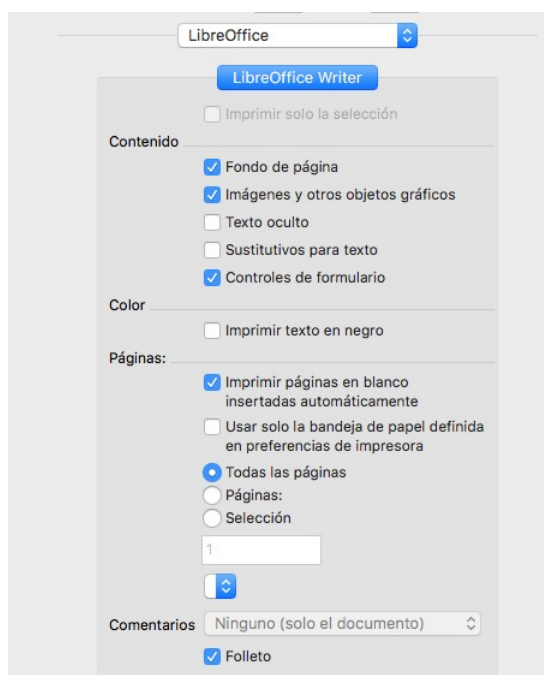 LibreOffice
LibreOffice Writer
Imprimir solo la selección
Contenido
Fondo de página
Imágenes y otros objetos gráficos
Texto oculto
Sustitutivos para texto
Controles de formulario
Color
Imprimir texto en negro
Páginas:
Imprimir páginas en blanco
insertadas automáticamente
Usar solo la bandeja de papel definida
en preferencias de impresora
Todas las páginas
Páginas:
Selección
1
Comentarios Ninguno (solo el documento)
Folleto